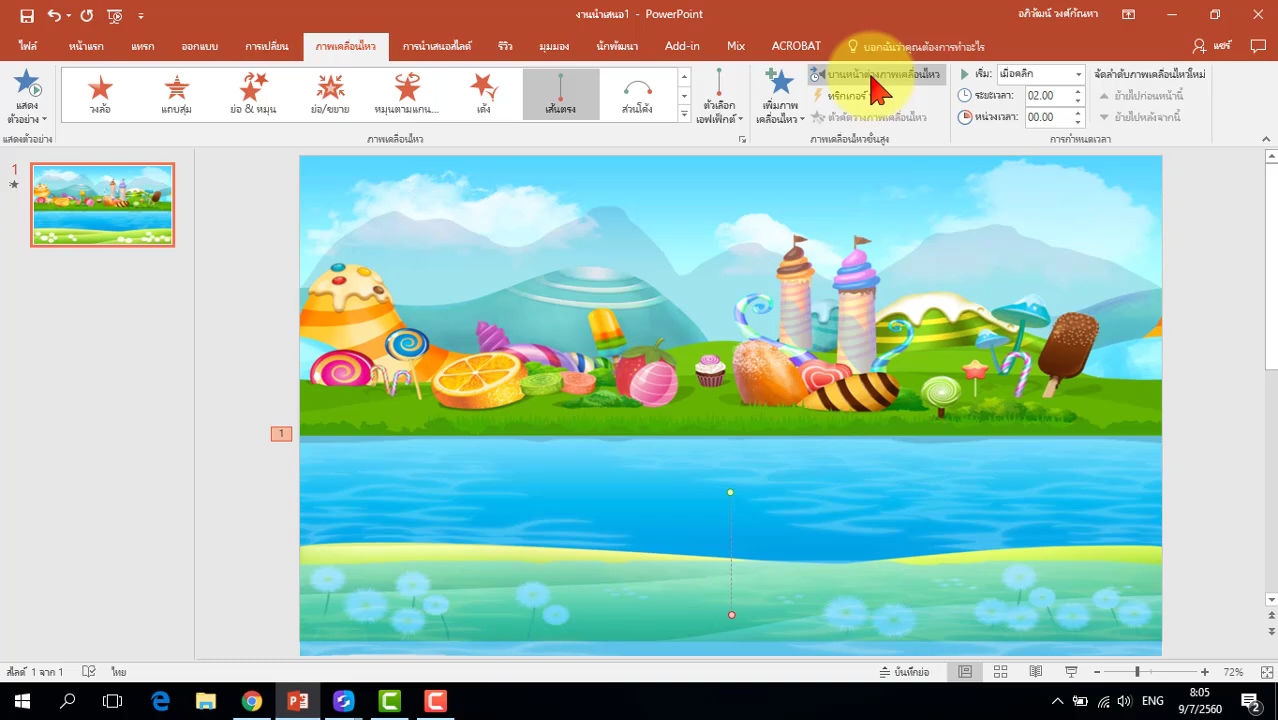 งานนำเสนอ1 - PowerPoint
อภิวัฒน์ วงศ์กัณหา
ไฟล์ หน้าแรก แทรก ออกแบบ การเปลี่ยน ภาพเคลื่อนไหว การนำเสนอสไลด์ รีวิว มุมมอง นักพัฒนา Add-in Mix ACROBAT บอกฉันว่าคุณต้องการทำอะไร แชร์
แสดงตัวอย่าง
วงล้อ แถบสุ่ม ย่อ & หมุน ย่อ/ขยาย หมุนตามแกน... เด้ง เส้นตรง ส่วนโค้ง
ตัวเลือกเอฟเฟ็กต์
เพิ่มภาพเคลื่อนไหว
บานหน้าต่างภาพเคลื่อนไหว
ทริกเกอร์
ตัวคัดวางภาพเคลื่อนไหว
เริ่ม: เมื่อคลิก
ระยะเวลา: 02.00
หน่วงเวลา: 00.00
จัดลำดับภาพเคลื่อนไหวใหม่
ย้ายไปก่อนหน้านี้
ย้ายไปหลังจากนี้
แสดงตัวอย่าง ภาพเคลื่อนไหว ภาพเคลื่อนไหวขั้นสูง การกำหนดเวลา
1
1
สไลด์ 1 จาก 1 ไทย บันทึกย่อ 72%
ENG
8:05
9/7/2560
2